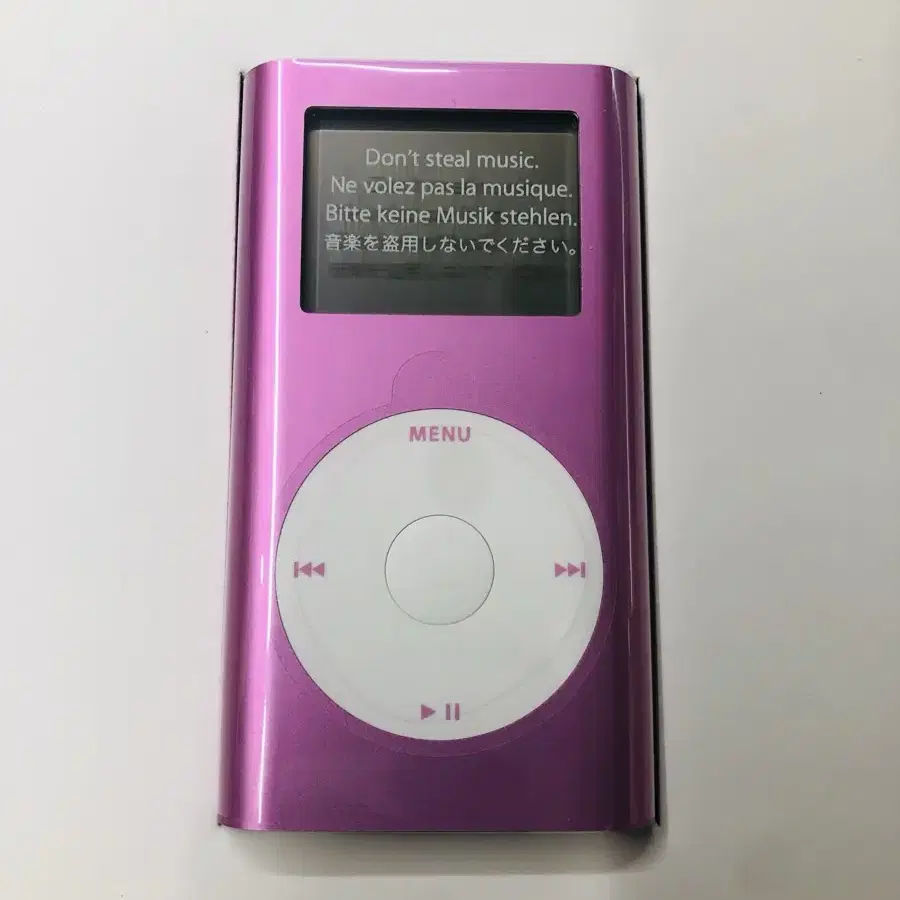 Don't steal music.
Ne volez pas la musique.
Bitte keine Musik stehlen.
音楽を盗用しないでください。
MENU